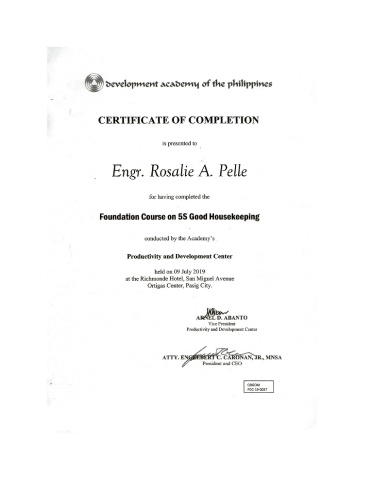 development academy of the philippines
CERTIFICATE OF COMPLETION
is presented to
Engr. Rosalie A. Pelle
for having completed the
Foundation Course on 5S Good Housekeeping
conducted by the Academy's
Productivity and Development Center
held on 09 July 2019
at the Richmonde Hotel, San Miguel Avenue
Ortigas Center, Pasig City.
ARNEL D. ABANTO
Vice President
Productivity and Development Center
ATTY. ENGELBERT C. CARONAN, JR., MNSA
President and CEO